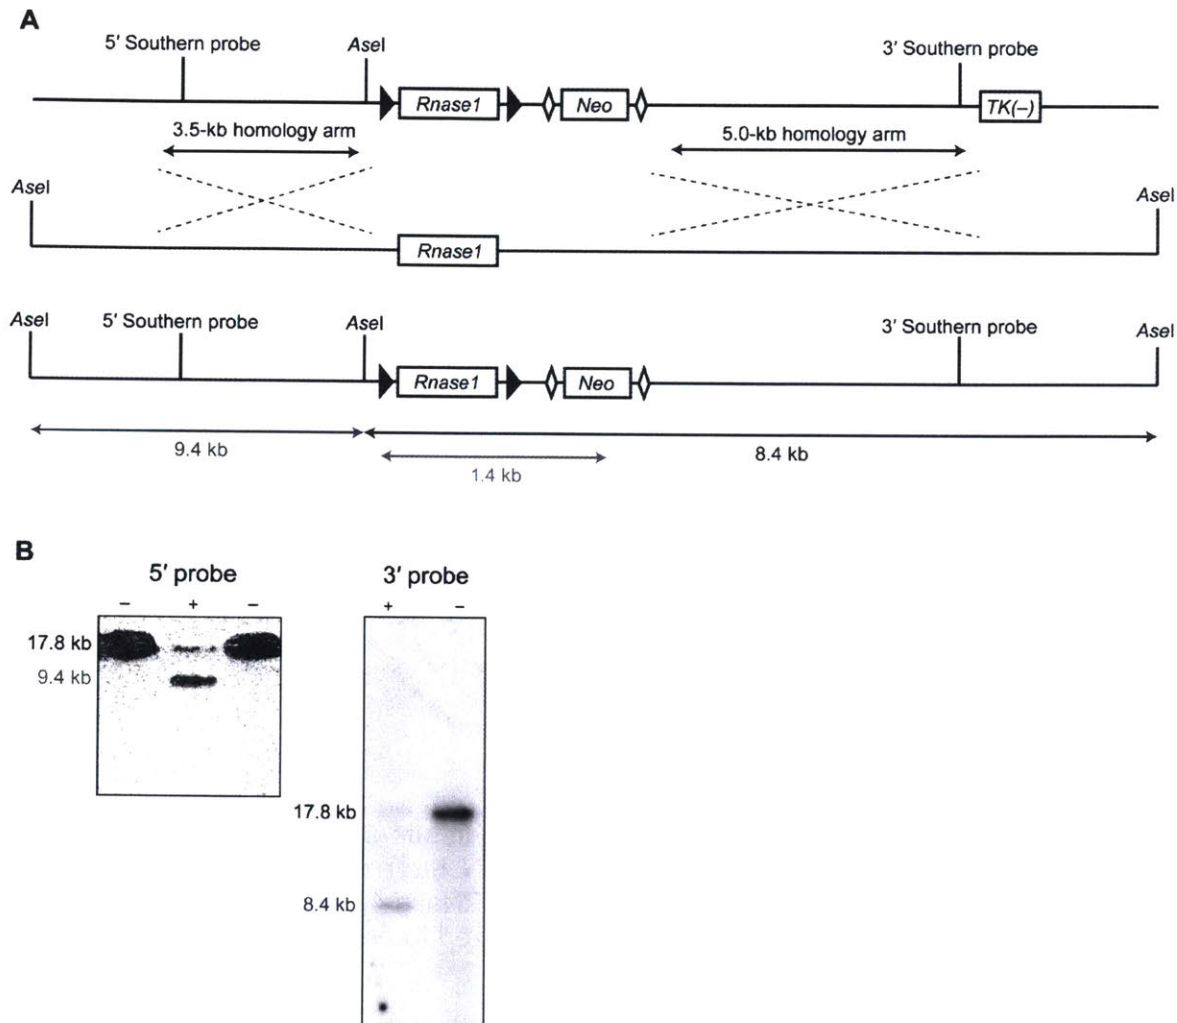 A
5′ Southern probe AseI 3′ Southern probe
Rnase1 Neo TK(–)
3.5-kb homology arm 5.0-kb homology arm
AseI AseI
Rnase1
AseI 5′ Southern probe AseI 3′ Southern probe AseI
Rnase1 Neo
9.4 kb 8.4 kb
1.4 kb
B
5′ probe 3′ probe
– + – + –
17.8 kb
9.4 kb
17.8 kb
8.4 kb